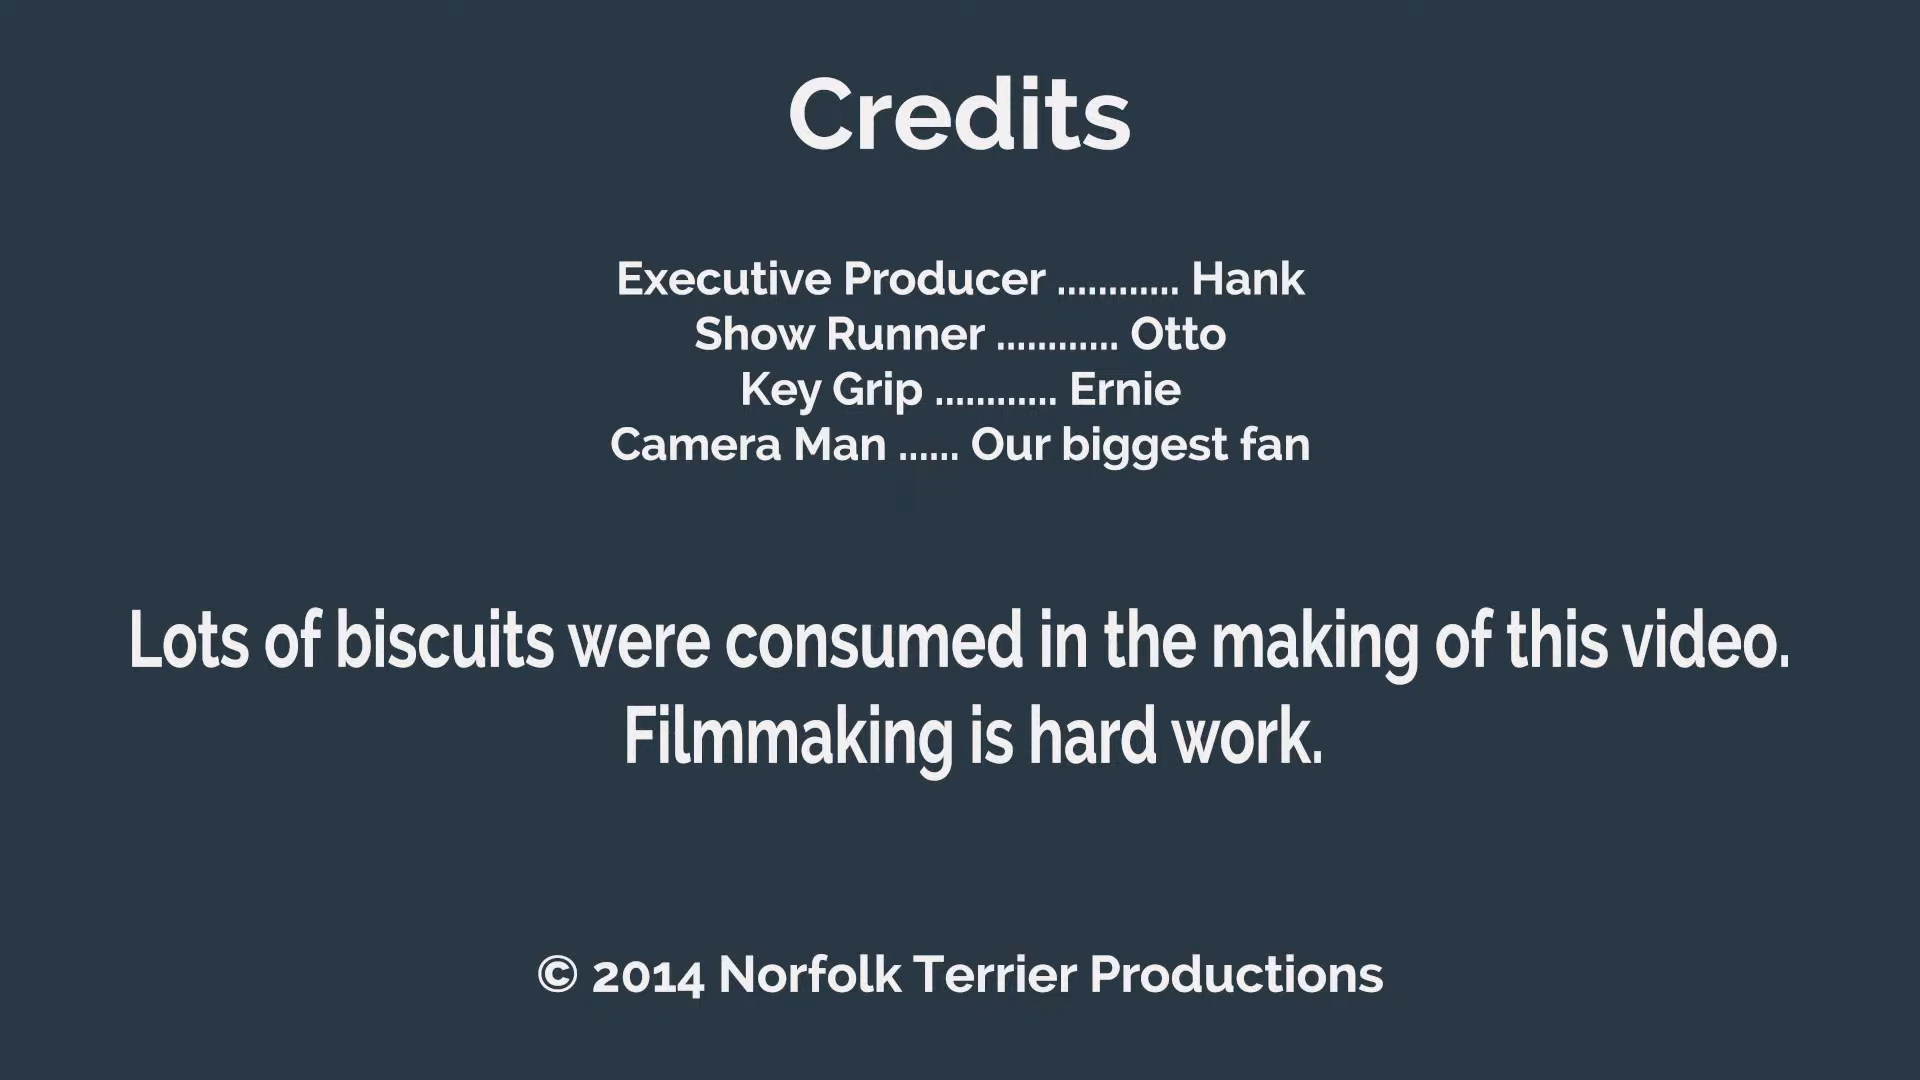 Credits
Executive Producer ............ Hank
Show Runner ............ Otto
Key Grip ............ Ernie
Camera Man ...... Our biggest fan
Lots of biscuits were consumed in the making of this video.
Filmmaking is hard work.
© 2014 Norfolk Terrier Productions